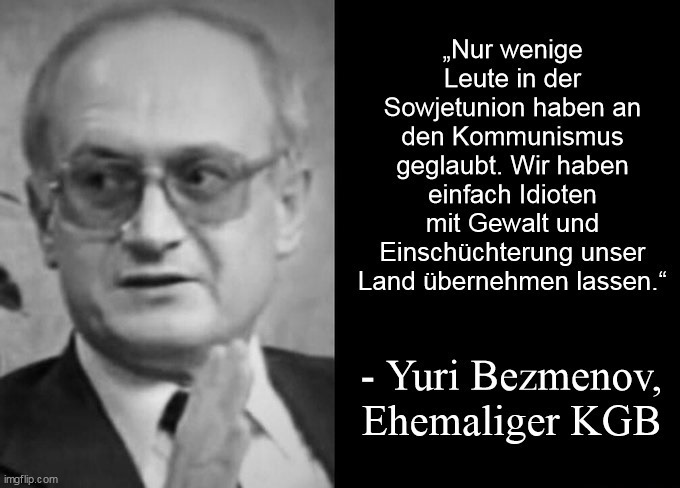 „Nur wenige
Leute in der
Sowjetunion haben an
den Kommunismus
geglaubt. Wir haben
einfach Idioten
mit Gewalt und
Einschüchterung unser
Land übernehmen lassen.“
- Yuri Bezmenov,
Ehemaliger KGB
imgflip.com